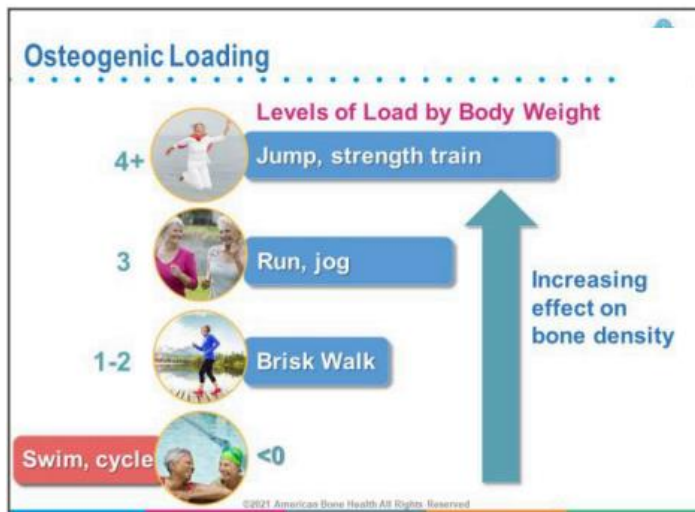 Osteogenic Loading
Levels of Load by Body Weight
4+
Jump, strength train
3
Run, jog
Increasing
effect on
bone density
1-2
Brisk Walk
Swim, cycle
<0
©2021 American Bone Health All Rights Reserved